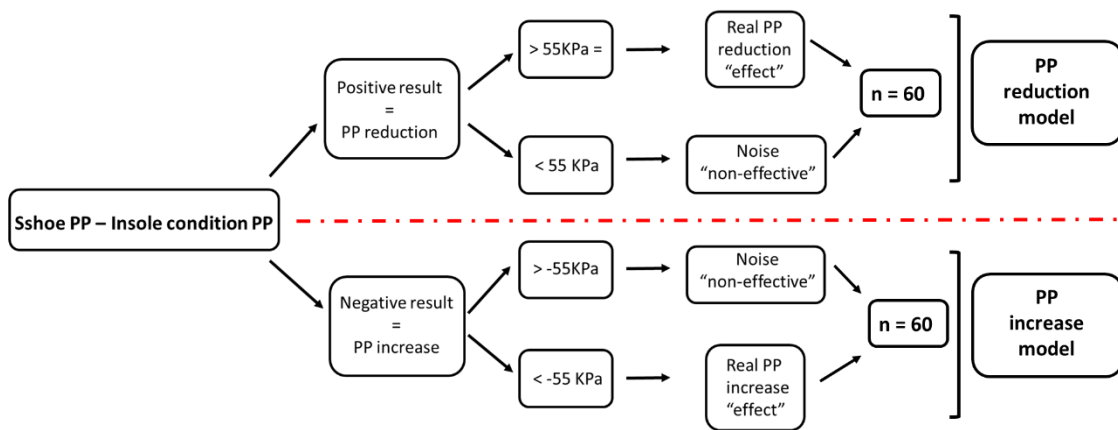 Sshoe PP – Insole condition PP
Positive result
=
PP reduction
> 55KPa =
Real PP
reduction
“effect”
< 55 KPa
Noise
“non-effective”
n = 60
PP
reduction
model
Negative result
=
PP increase
> -55KPa
Noise
“non-effective”
< -55 KPa
Real PP
increase
“effect”
n = 60
PP
increase
model